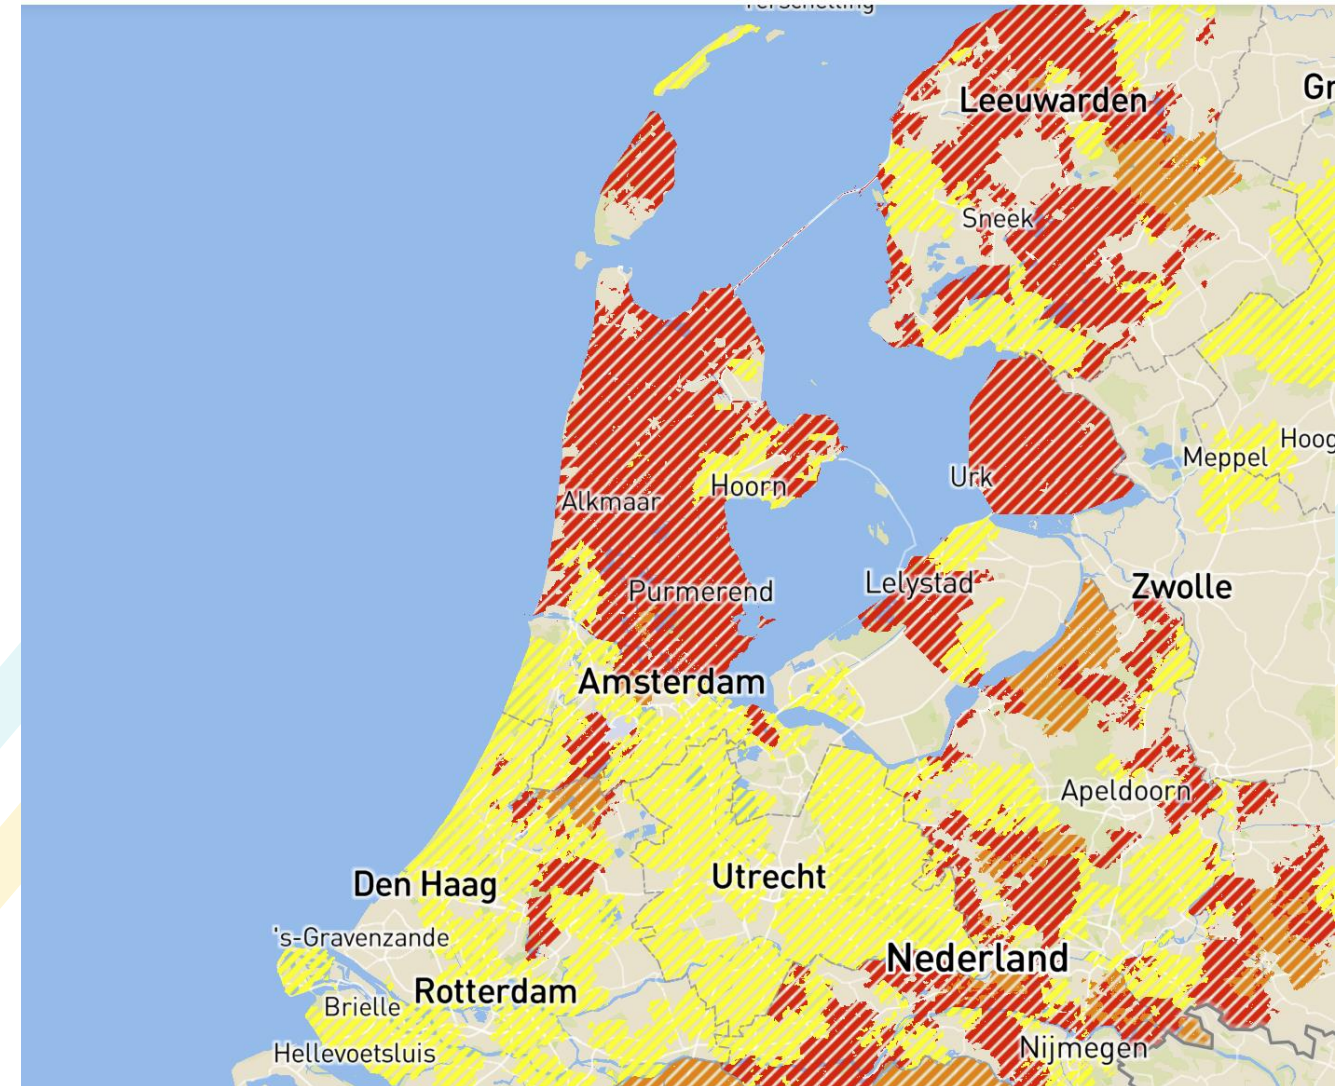 Leeuwarden
Sneek
Hoorn
Urk
Meppel
Alkmaar
Purmerend
Lelystad
Zwolle
Amsterdam
Apeldoorn
Den Haag
Utrecht
's-Gravenzande
Nederland
Rotterdam
Brielle
Hellevoetsluis
Nijmegen